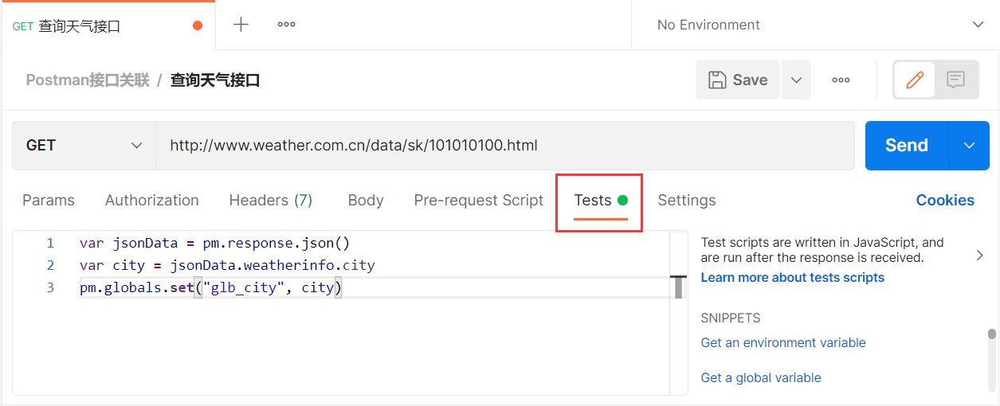 GET 查询天气接口
No Environment
Postman接口关联 / 查询天气接口
Save
GET
http://www.weather.com.cn/data/sk/101010100.html
Send
Params Authorization Headers (7) Body Pre-request Script Tests Settings Cookies
1 var jsonData = pm.response.json()
2 var city = jsonData.weatherinfo.city
3 pm.globals.set("glb_city", city)
Test scripts are written in JavaScript, and
are run after the response is received.
Learn more about tests scripts
SNIPPETS
Get an environment variable
Get a global variable